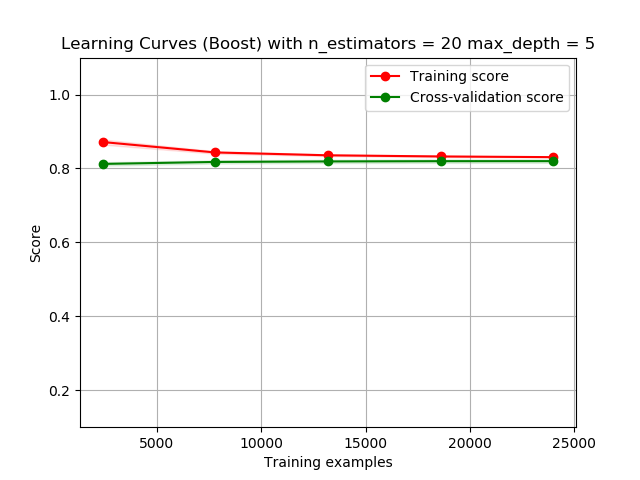 Learning Curves (Boost) with n_estimators = 20 max_depth = 5
Training score
Cross-validation score
1.0
0.8
0.6
0.4
0.2
Score
5000
10000
15000
20000
25000
Training examples